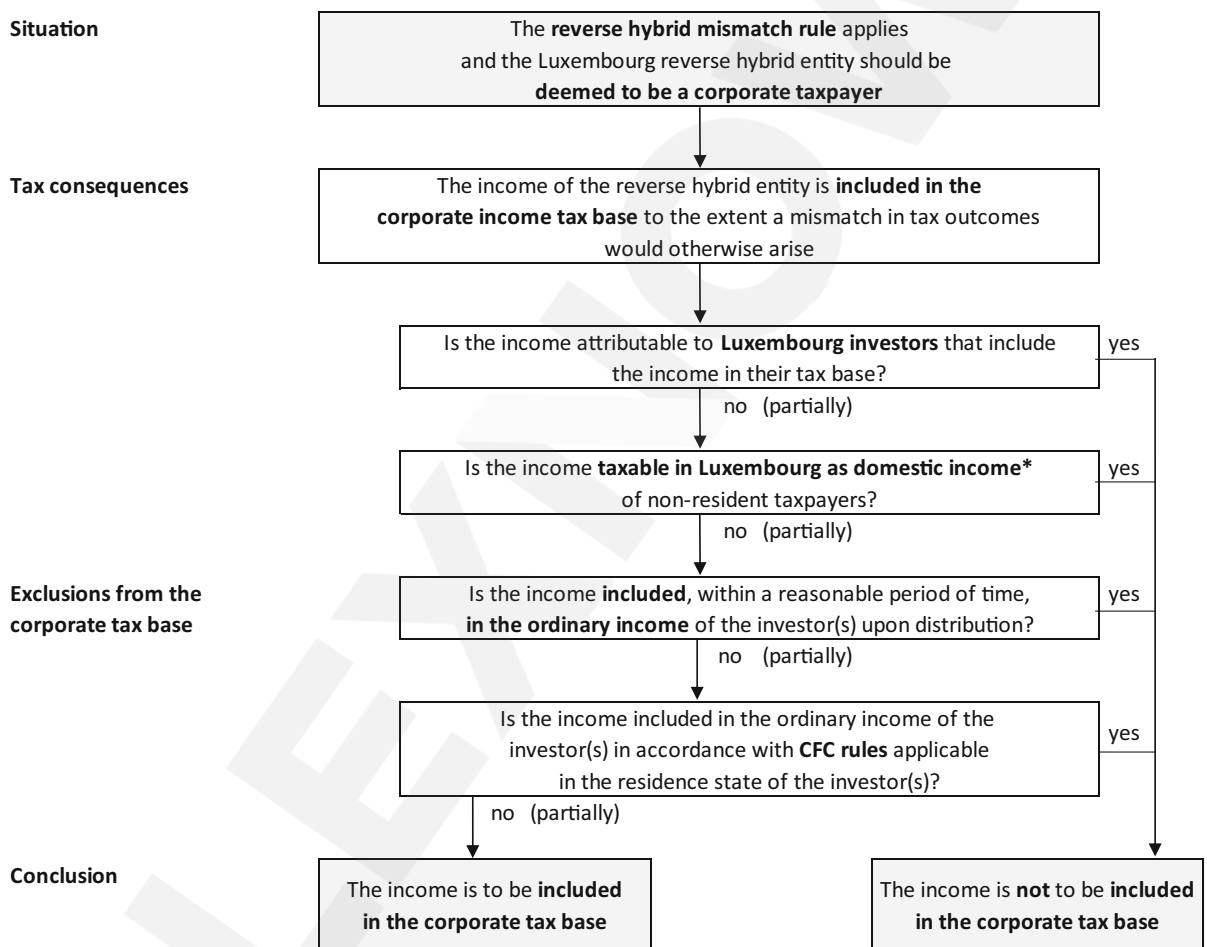 Situation
The reverse hybrid mismatch rule applies
and the Luxembourg reverse hybrid entity should be
deemed to be a corporate taxpayer
Tax consequences
The income of the reverse hybrid entity is included in the
corporate income tax base to the extent a mismatch in tax outcomes
would otherwise arise
Is the income attributable to Luxembourg investors that include
the income in their tax base?
yes
no (partially)
Is the income taxable in Luxembourg as domestic income*
of non-resident taxpayers?
yes
no (partially)
Exclusions from the
corporate tax base
Is the income included, within a reasonable period of time,
in the ordinary income of the investor(s) upon distribution?
yes
no (partially)
Is the income included in the ordinary income of the
investor(s) in accordance with CFC rules applicable
in the residence state of the investor(s)?
yes
no (partially)
Conclusion
The income is to be included
in the corporate tax base
The income is not to be included
in the corporate tax base